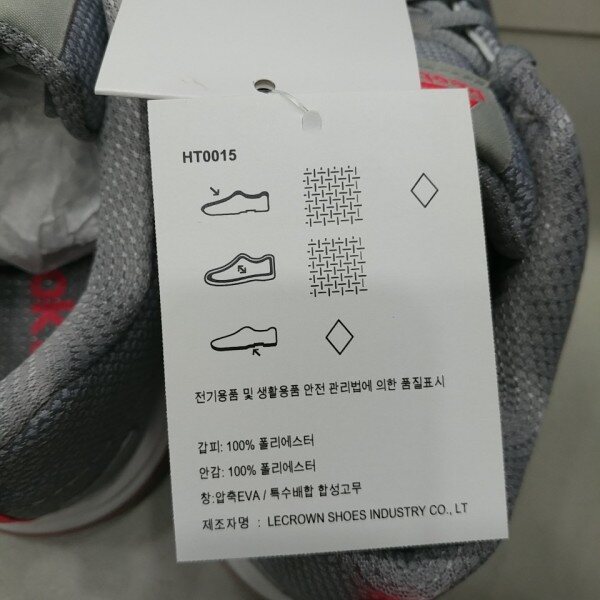 HT0015
전기용품 및 생활용품 안전 관리법에 의한 품질표시
갑피: 100% 폴리에스터
안감: 100% 폴리에스터
창:압축EVA / 특수배합 합성고무
제조자명 : LECROWN SHOES INDUSTRY CO., LT